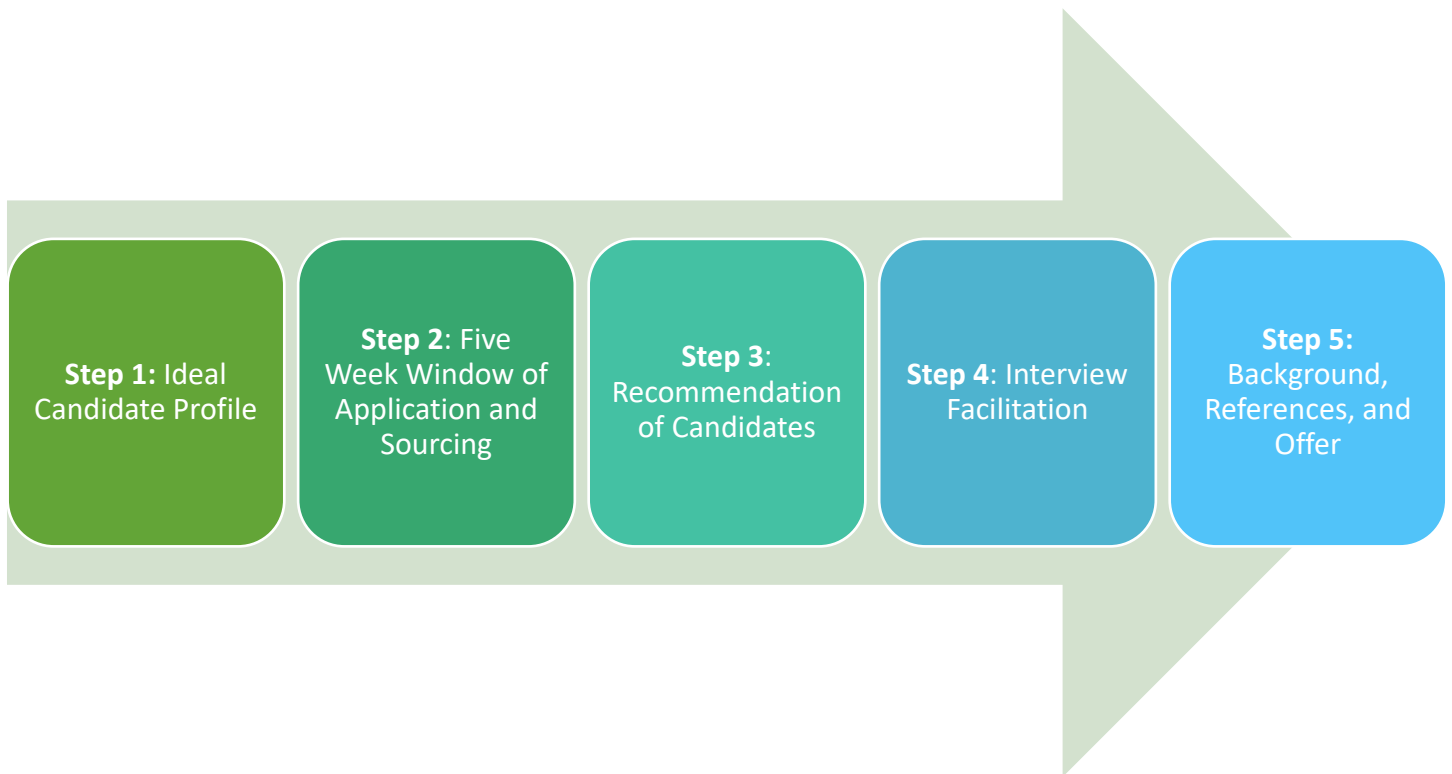 Step 1: Ideal
Candidate Profile
Step 2: Five
Week Window of
Application and
Sourcing
Step 3:
Recommendation
of Candidates
Step 4: Interview
Facilitation
Step 5:
Background,
References, and
Offer